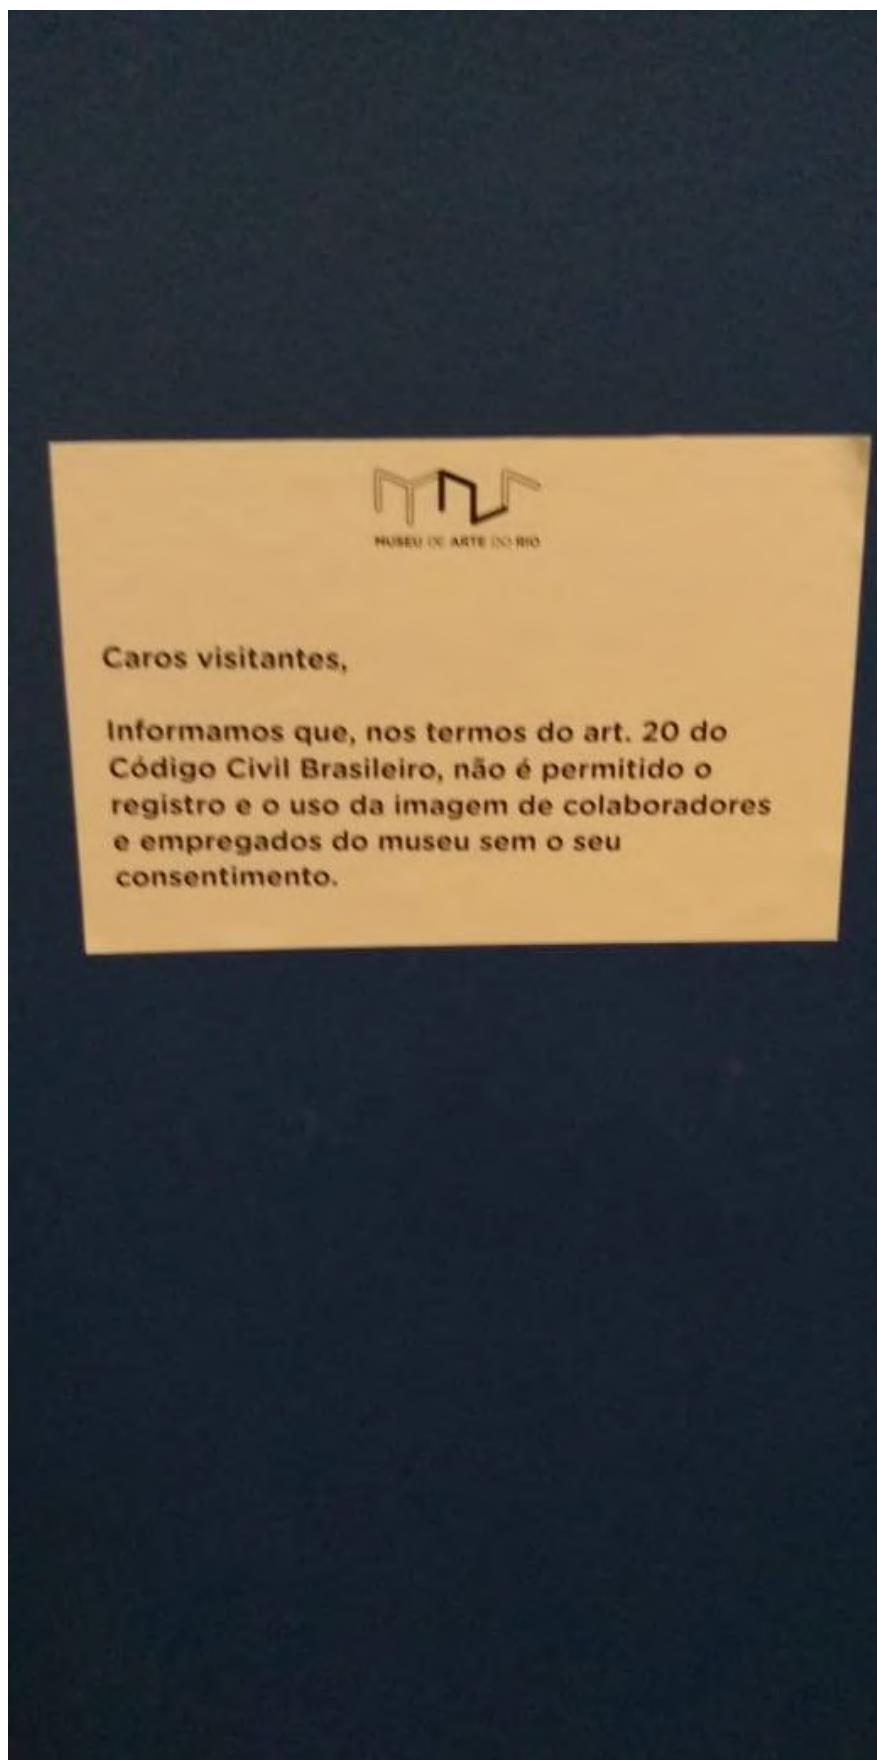 MUSEU DE ARTE DO RIO
Caros visitantes,
Informamos que, nos termos do art. 20 do
Código Civil Brasileiro, não é permitido o
registro e o uso da imagem de colaboradores
e empregados do museu sem o seu
consentimento.